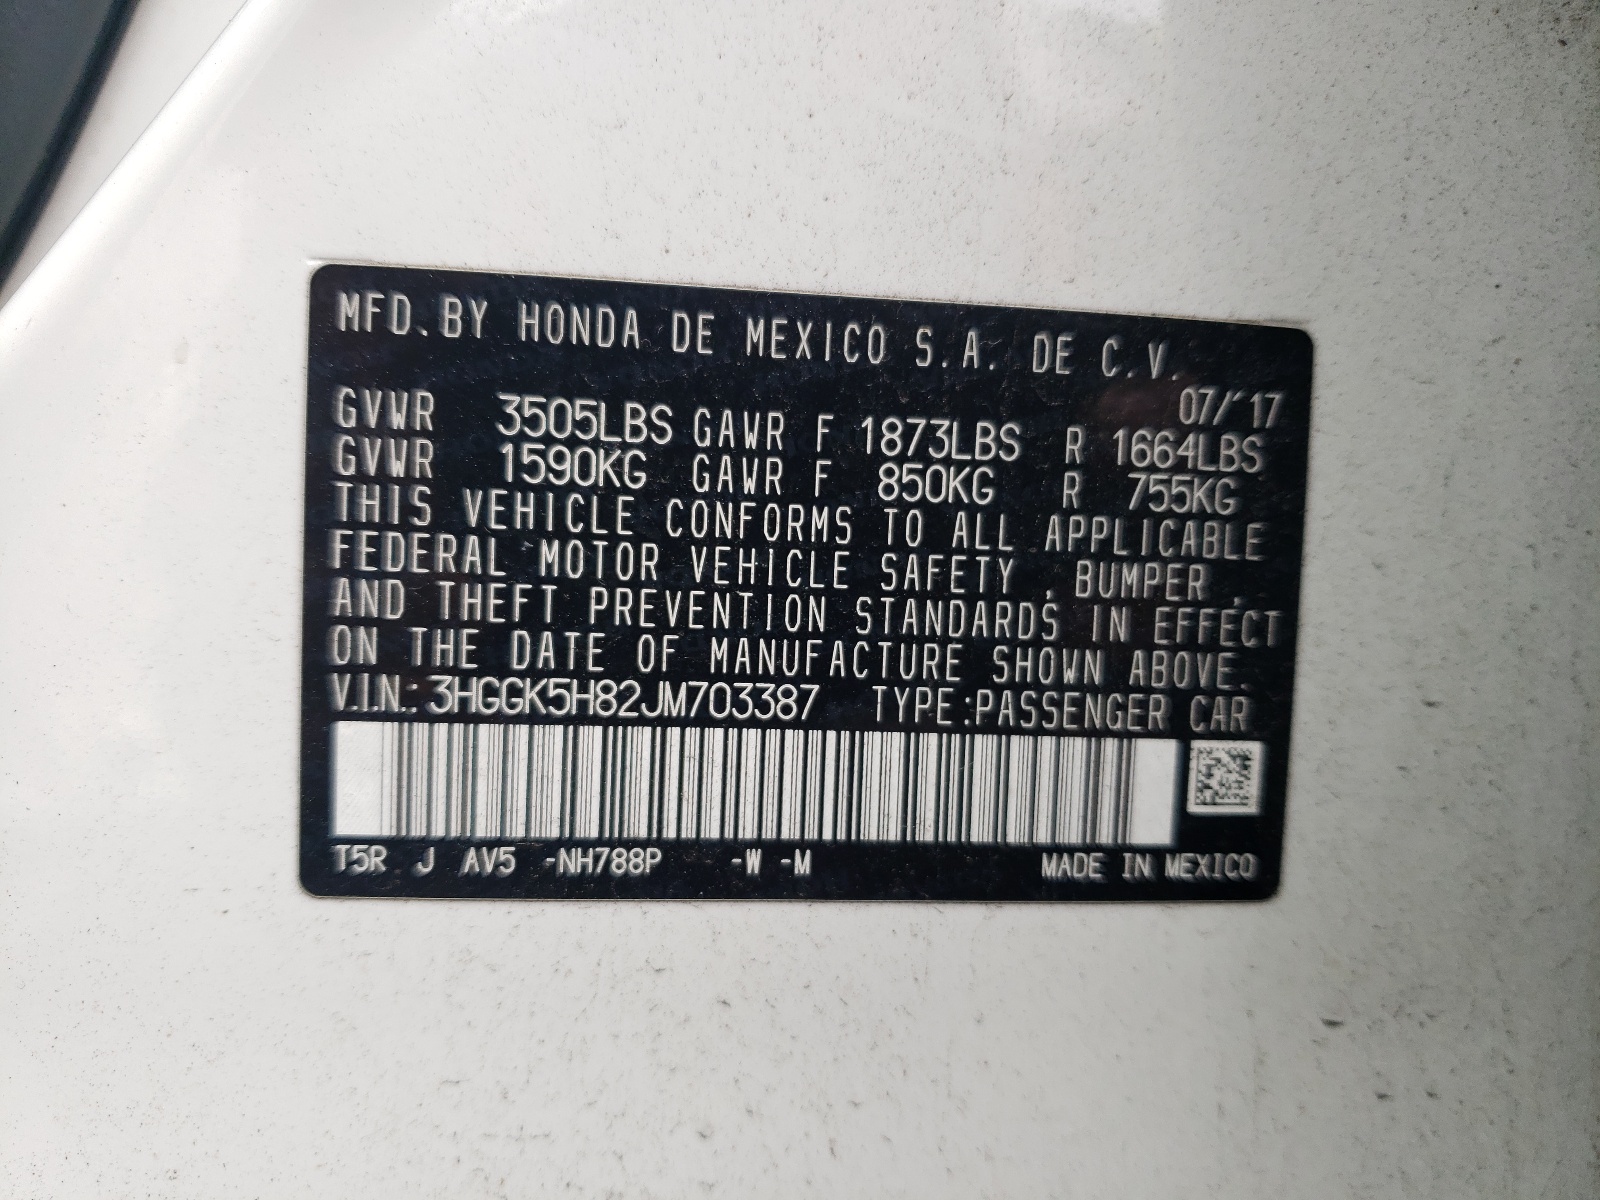 MFD.BY HONDA DE MEXICO S.A. DE C.V.
07/'17
GVWR 3505LBS GAWR F 1873LBS R 1664LBS
GVWR 1590KG GAWR F 850KG R 755KG
THIS VEHICLE CONFORMS TO ALL APPLICABLE
FEDERAL MOTOR VEHICLE SAFETY , BUMPER ,
AND THEFT PREVENTION STANDARDS IN EFFECT
ON THE DATE OF MANUFACTURE SHOWN ABOVE.
V.I.N.: 3HGGK5H82JM703387 TYPE:PASSENGER CAR
T5R J AV5 -NH788P -W -M MADE IN MEXICO